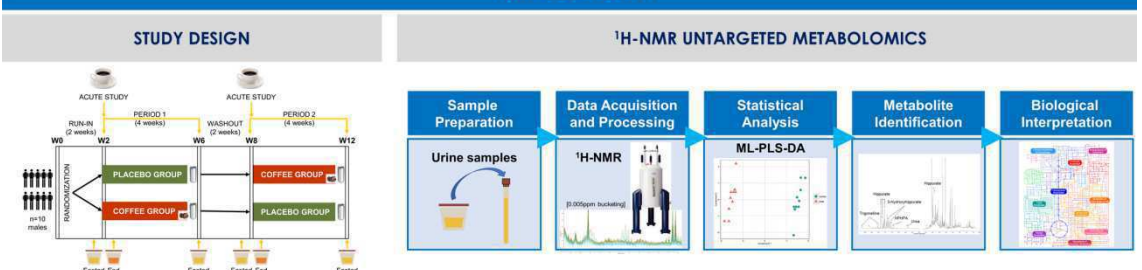 STUDY DESIGN
¹H-NMR UNTARGETED METABOLOMICS
ACUTE STUDY
ACUTE STUDY
RUN-IN
(2 weeks)
PERIOD 1
(4 weeks)
WASHOUT
(2 weeks)
PERIOD 2
(4 weeks)
W0
W2
W6
W8
W12
RANDOMIZATION
n=10
males
PLACEBO GROUP
COFFEE GROUP
COFFEE GROUP
PLACEBO GROUP
Sample
Preparation
Urine samples
Data Acquisition
and Processing
¹H-NMR
[0.005ppm bucketing]
Statistical
Analysis
ML-PLS-DA
Metabolite
Identification
Hippurate
Hippurate
Trigonelline
Biological
Interpretation